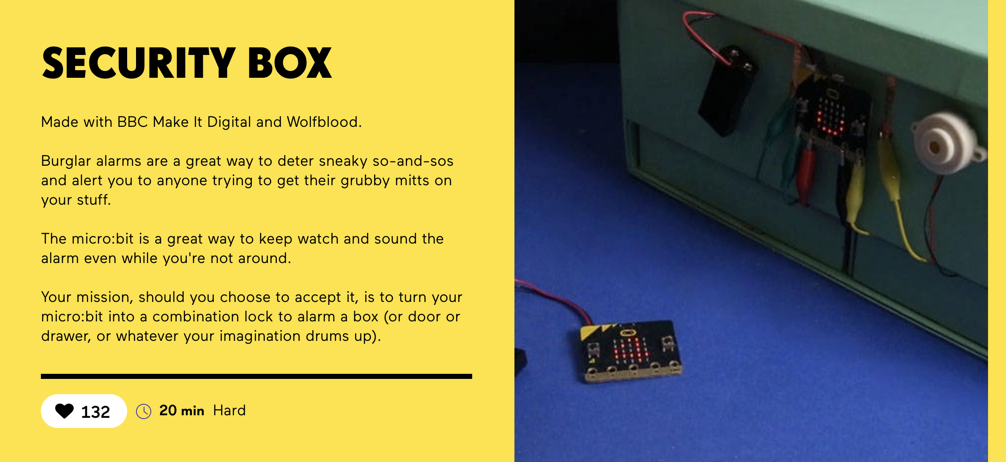 SECURITY BOX
Made with BBC Make It Digital and Wolfblood.
Burglar alarms are a great way to deter sneaky so-and-sos
and alert you to anyone trying to get their grubby mitts on
your stuff.
The micro:bit is a great way to keep watch and sound the
alarm even while you're not around.
Your mission, should you choose to accept it, is to turn your
micro:bit into a combination lock to alarm a box (or door or
drawer, or whatever your imagination drums up).
132 20 min Hard